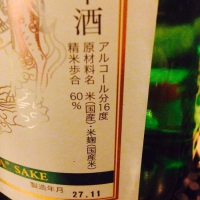 酒
アルコール分16度
原材料名 米(国産)・米麹(国産米)
精米歩合 60%
SAKE
製造年月 27.11